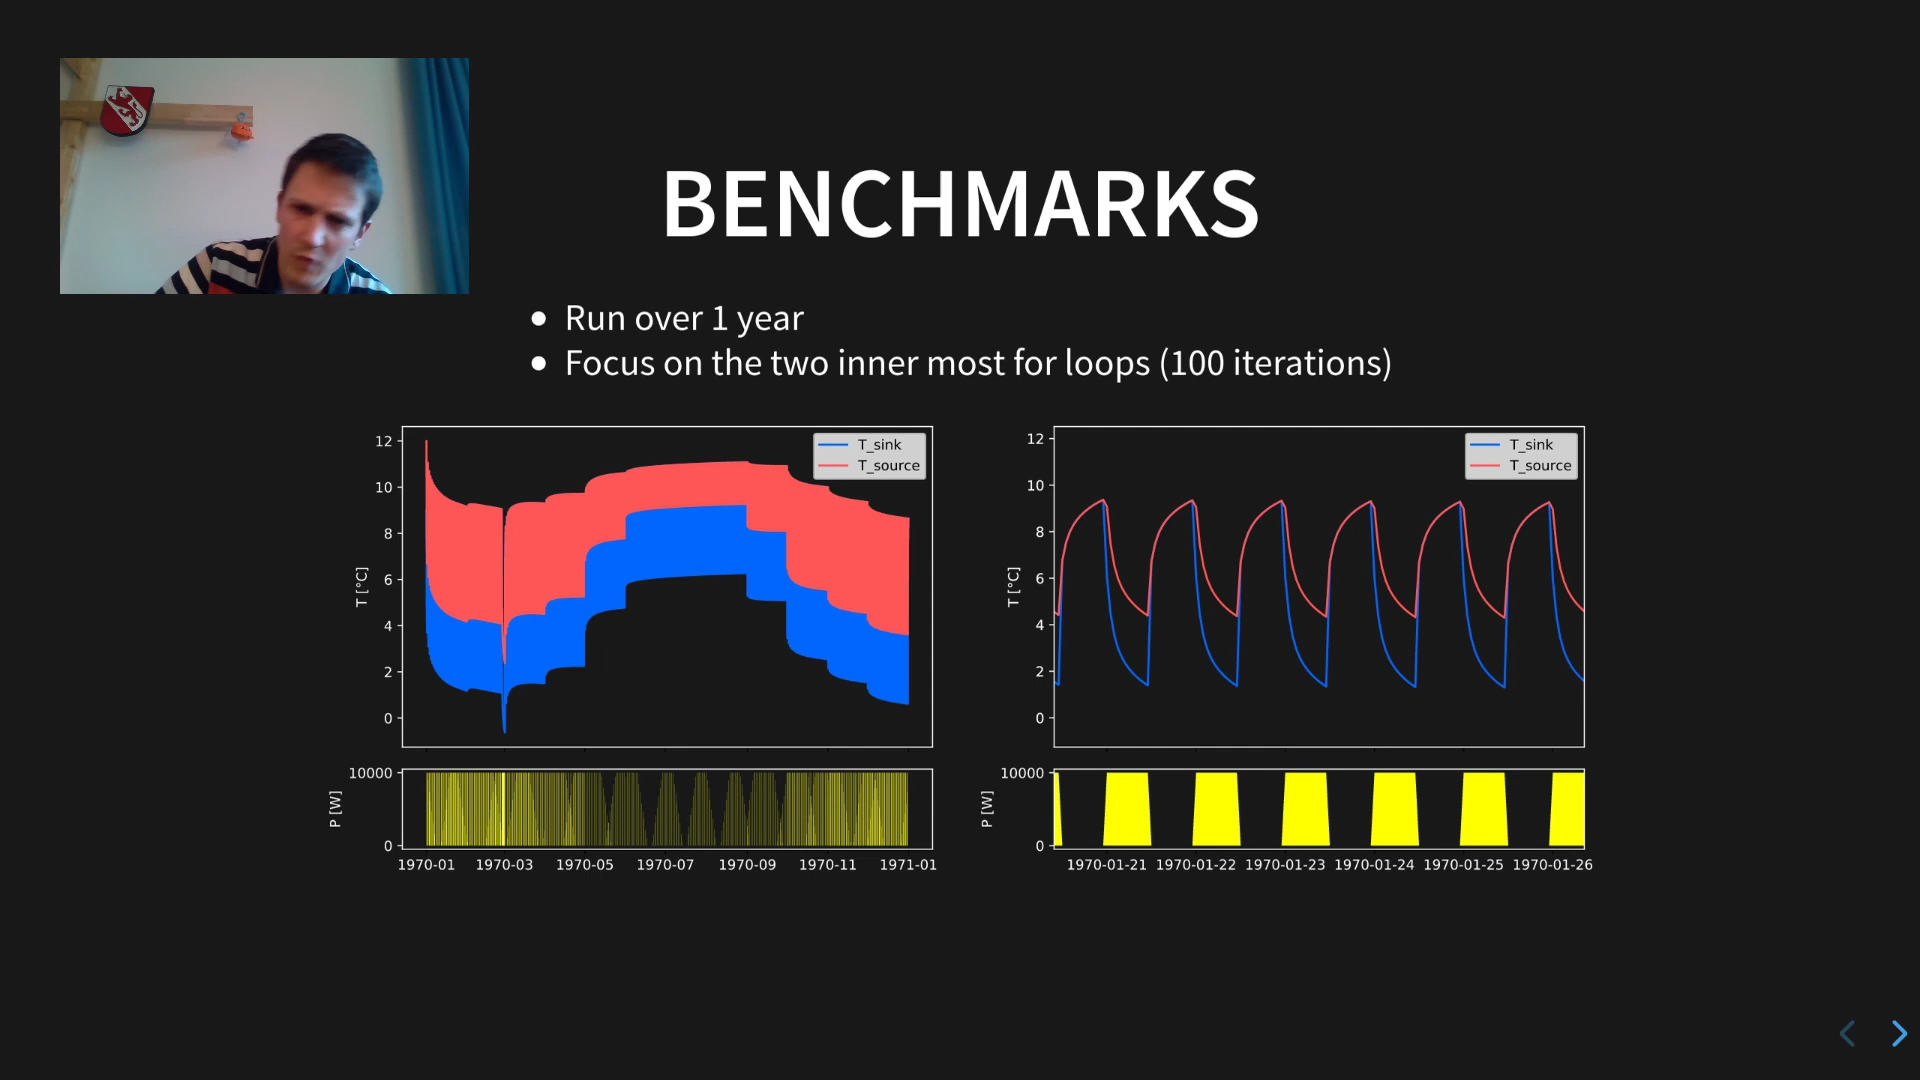 BENCHMARKS
Run over 1 year
Focus on the two inner most for loops (100 iterations)
T_sink
T_source
12
10
8
6
4
2
0
T [°C]
10000
0
P [W]
1970-01 1970-03 1970-05 1970-07 1970-09 1970-11 1971-01
T_sink
T_source
12
10
8
6
4
2
0
T [°C]
10000
0
P [W]
1970-01-21 1970-01-22 1970-01-23 1970-01-24 1970-01-25 1970-01-26